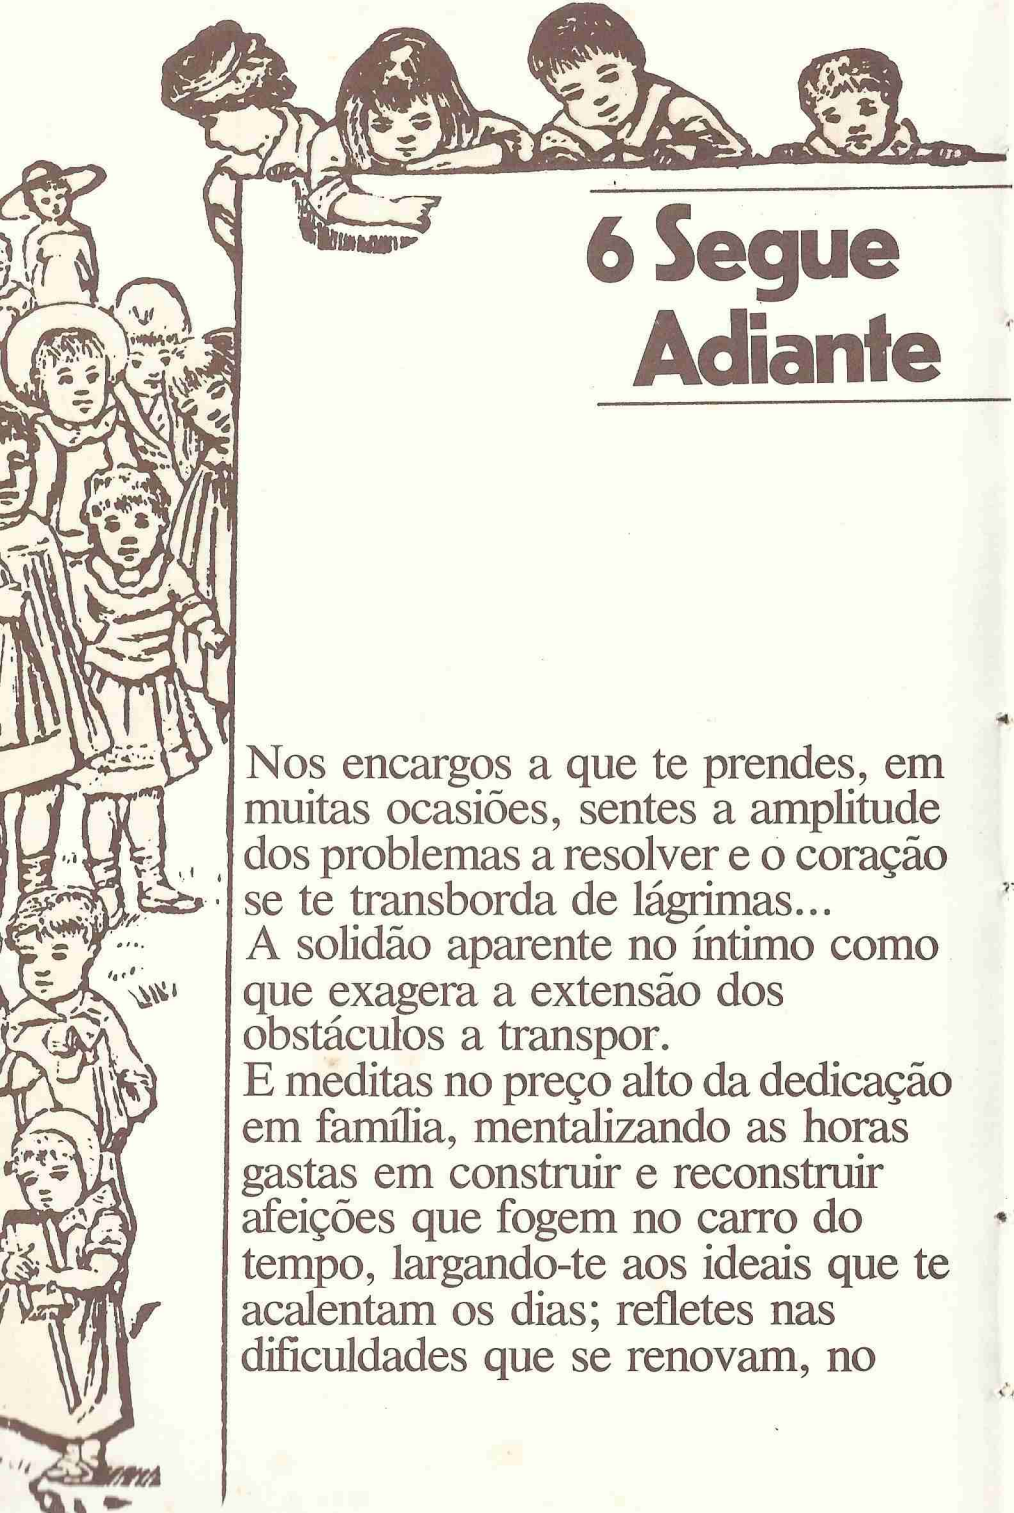 6 Segue
Adiante
Nos encargos a que te prendes, em
muitas ocasiões, sentes a amplitude
dos problemas a resolver e o coração
se te transborda de lágrimas...
A solidão aparente no íntimo como
que exagera a extensão dos
obstáculos a transpor.
E meditas no preço alto da dedicação
em família, mentalizando as horas
gastas em construir e reconstruir
afeições que fogem no carro do
tempo, largando-te aos ideais que te
acalentam os dias; refletes nas
dificuldades que se renovam, no